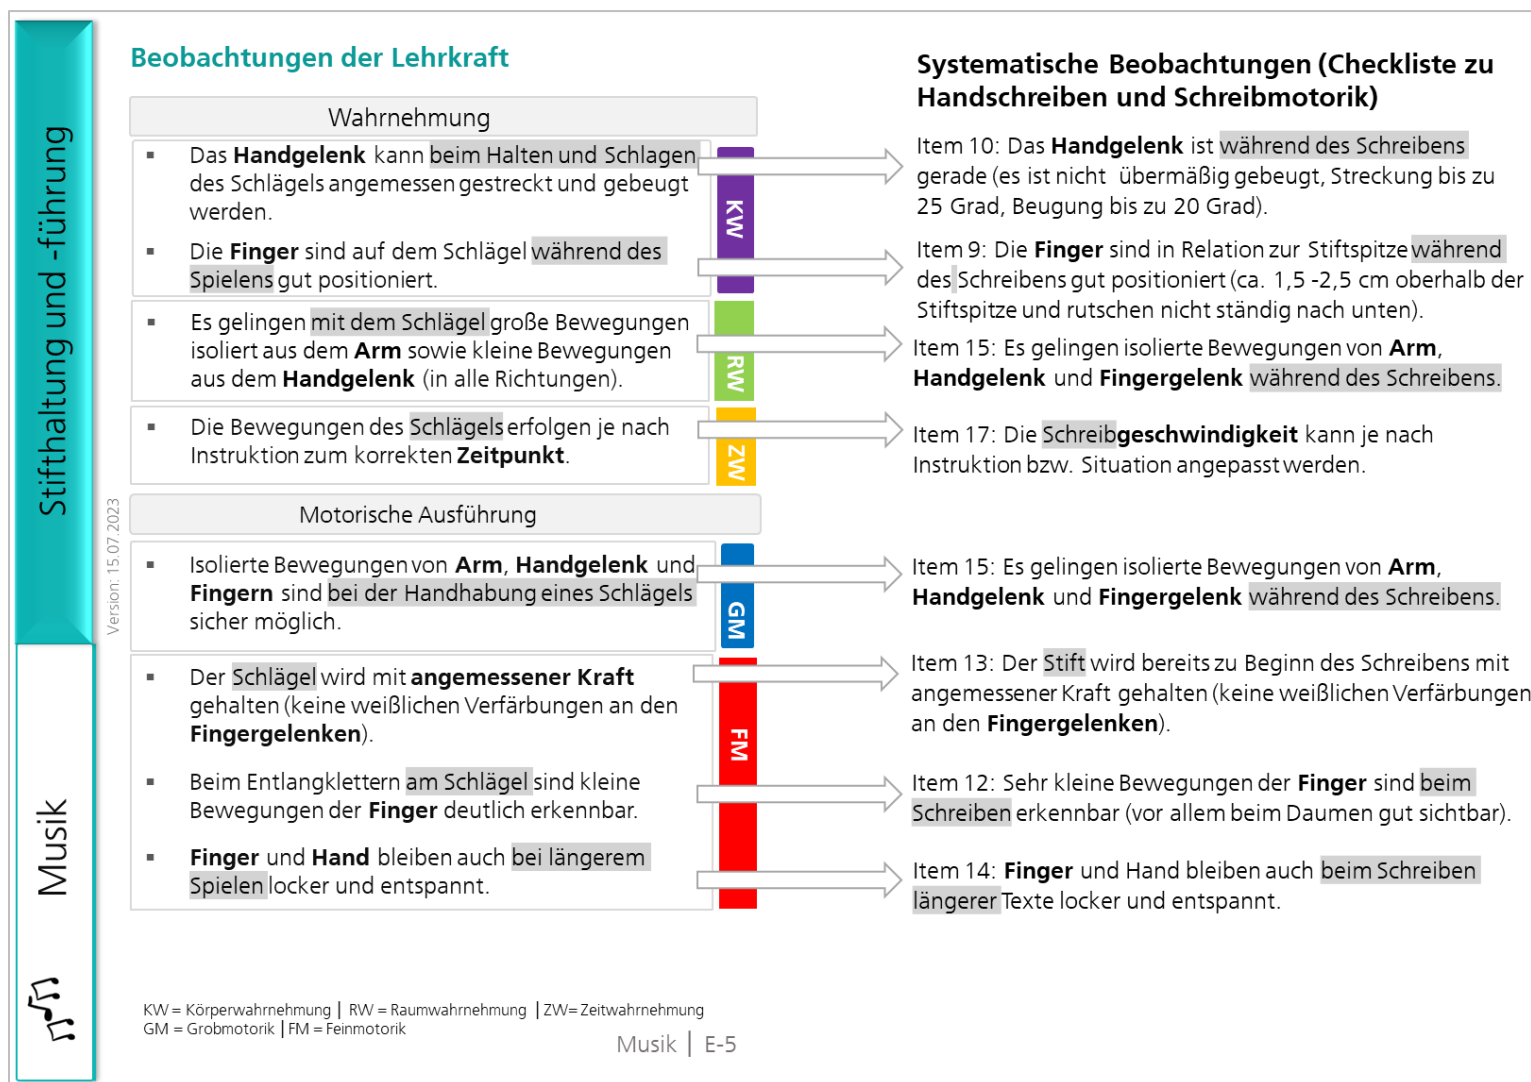 Stifthaltung und -führung
Musik
Version: 15.07.2023
Beobachtungen der Lehrkraft
Wahrnehmung
▪ Das Handgelenk kann beim Halten und Schlagen
des Schlägels angemessen gestreckt und gebeugt
werden.
▪ Die Finger sind auf dem Schlägel während des
Spielens gut positioniert.
KW
▪ Es gelingen mit dem Schlägel große Bewegungen
isoliert aus dem Arm sowie kleine Bewegungen
aus dem Handgelenk (in alle Richtungen).
RW
▪ Die Bewegungen des Schlägels erfolgen je nach
Instruktion zum korrekten Zeitpunkt.
ZW
Motorische Ausführung
▪ Isolierte Bewegungen von Arm, Handgelenk und
Fingern sind bei der Handhabung eines Schlägels
sicher möglich.
GM
▪ Der Schlägel wird mit angemessener Kraft
gehalten (keine weißlichen Verfärbungen an den
Fingergelenken).
▪ Beim Entlangklettern am Schlägel sind kleine
Bewegungen der Finger deutlich erkennbar.
▪ Finger und Hand bleiben auch bei längerem
Spielen locker und entspannt.
FM
Systematische Beobachtungen (Checkliste zu
Handschreiben und Schreibmotorik)
Item 10: Das Handgelenk ist während des Schreibens
gerade (es ist nicht übermäßig gebeugt, Streckung bis zu
25 Grad, Beugung bis zu 20 Grad).
Item 9: Die Finger sind in Relation zur Stiftspitze während
des Schreibens gut positioniert (ca. 1,5 -2,5 cm oberhalb der
Stiftspitze und rutschen nicht ständig nach unten).
Item 15: Es gelingen isolierte Bewegungen von Arm,
Handgelenk und Fingergelenk während des Schreibens.
Item 17: Die Schreibgeschwindigkeit kann je nach
Instruktion bzw. Situation angepasst werden.
Item 15: Es gelingen isolierte Bewegungen von Arm,
Handgelenk und Fingergelenk während des Schreibens.
Item 13: Der Stift wird bereits zu Beginn des Schreibens mit
angemessener Kraft gehalten (keine weißlichen Verfärbungen
an den Fingergelenken).
Item 12: Sehr kleine Bewegungen der Finger sind beim
Schreiben erkennbar (vor allem beim Daumen gut sichtbar).
Item 14: Finger und Hand bleiben auch beim Schreiben
längerer Texte locker und entspannt.
KW = Körperwahrnehmung | RW = Raumwahrnehmung | ZW= Zeitwahrnehmung
GM = Grobmotorik | FM = Feinmotorik
Musik | E-5